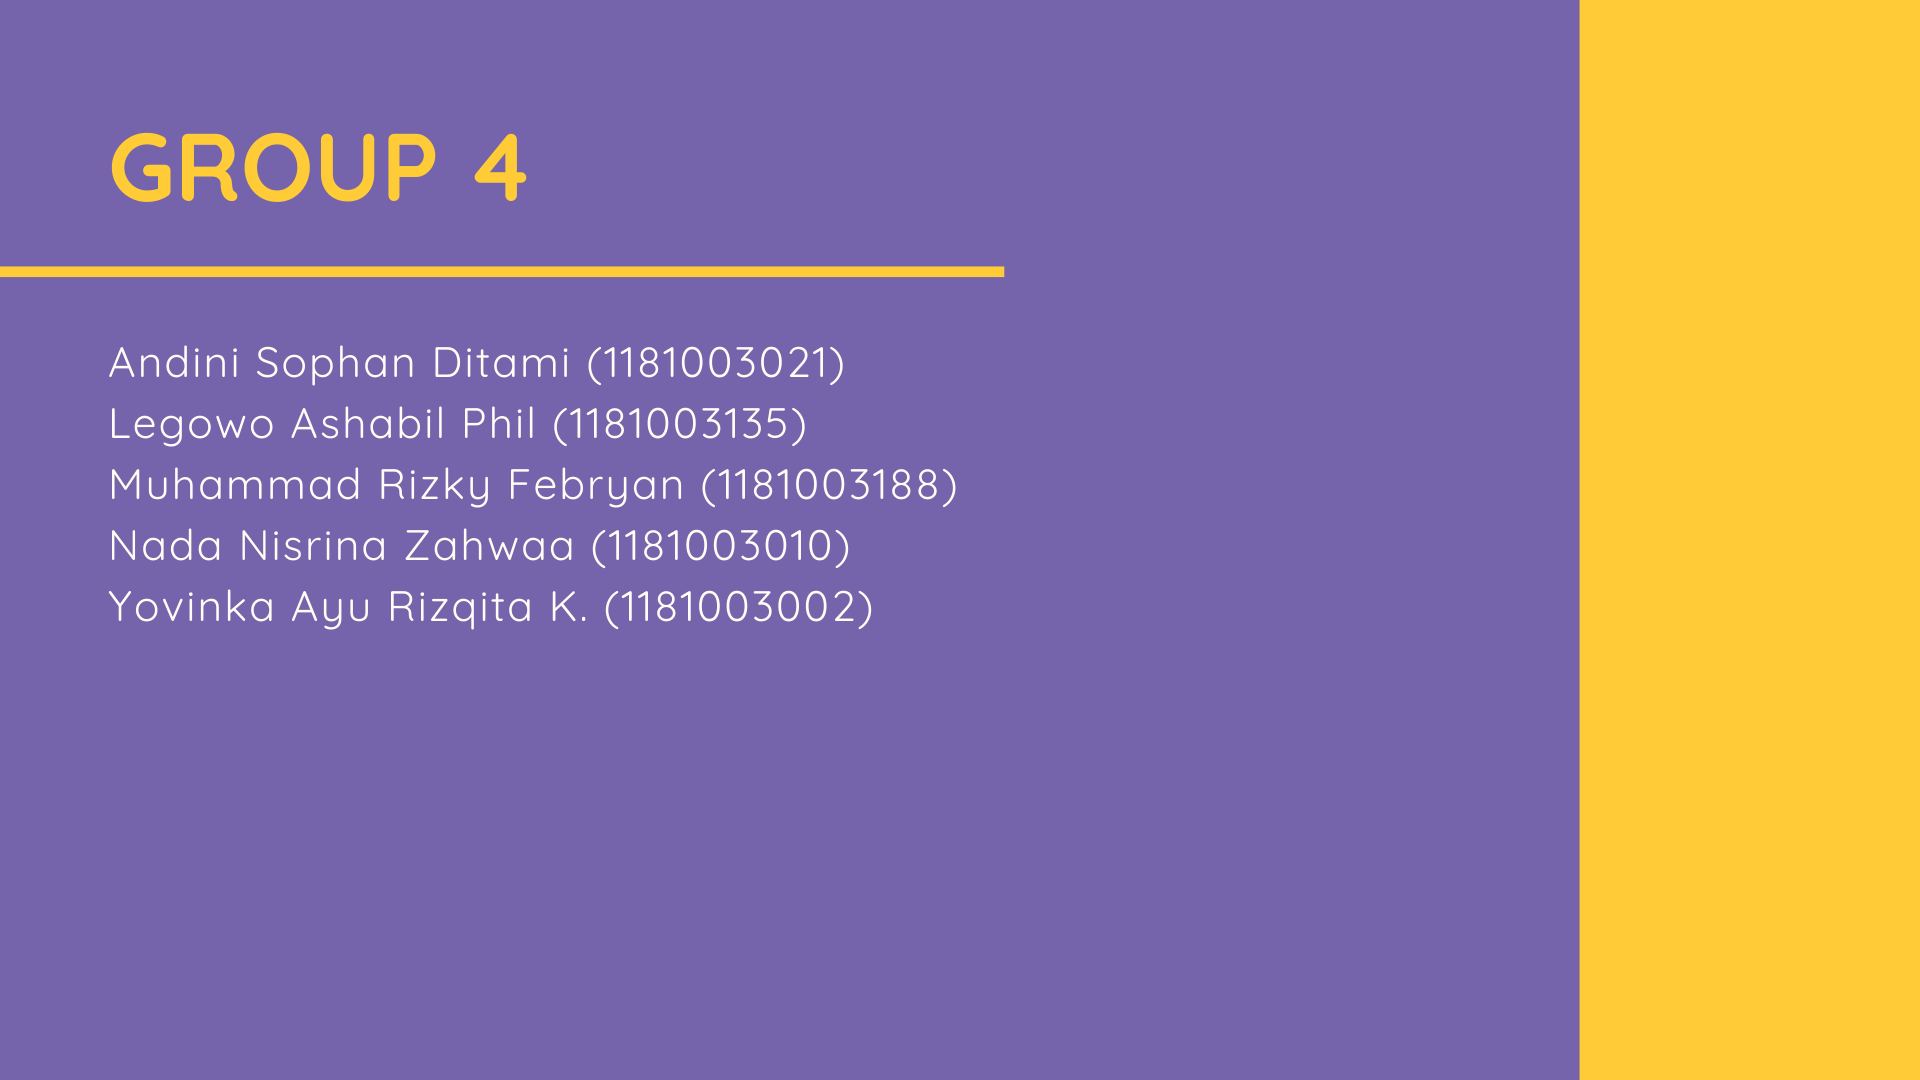 GROUP 4
Andini Sophan Ditami (1181003021)
Legowo Ashabil Phil (1181003135)
Muhammad Rizky Febryan (1181003188)
Nada Nisrina Zahwaa (1181003010)
Yovinka Ayu Rizqita K. (1181003002)